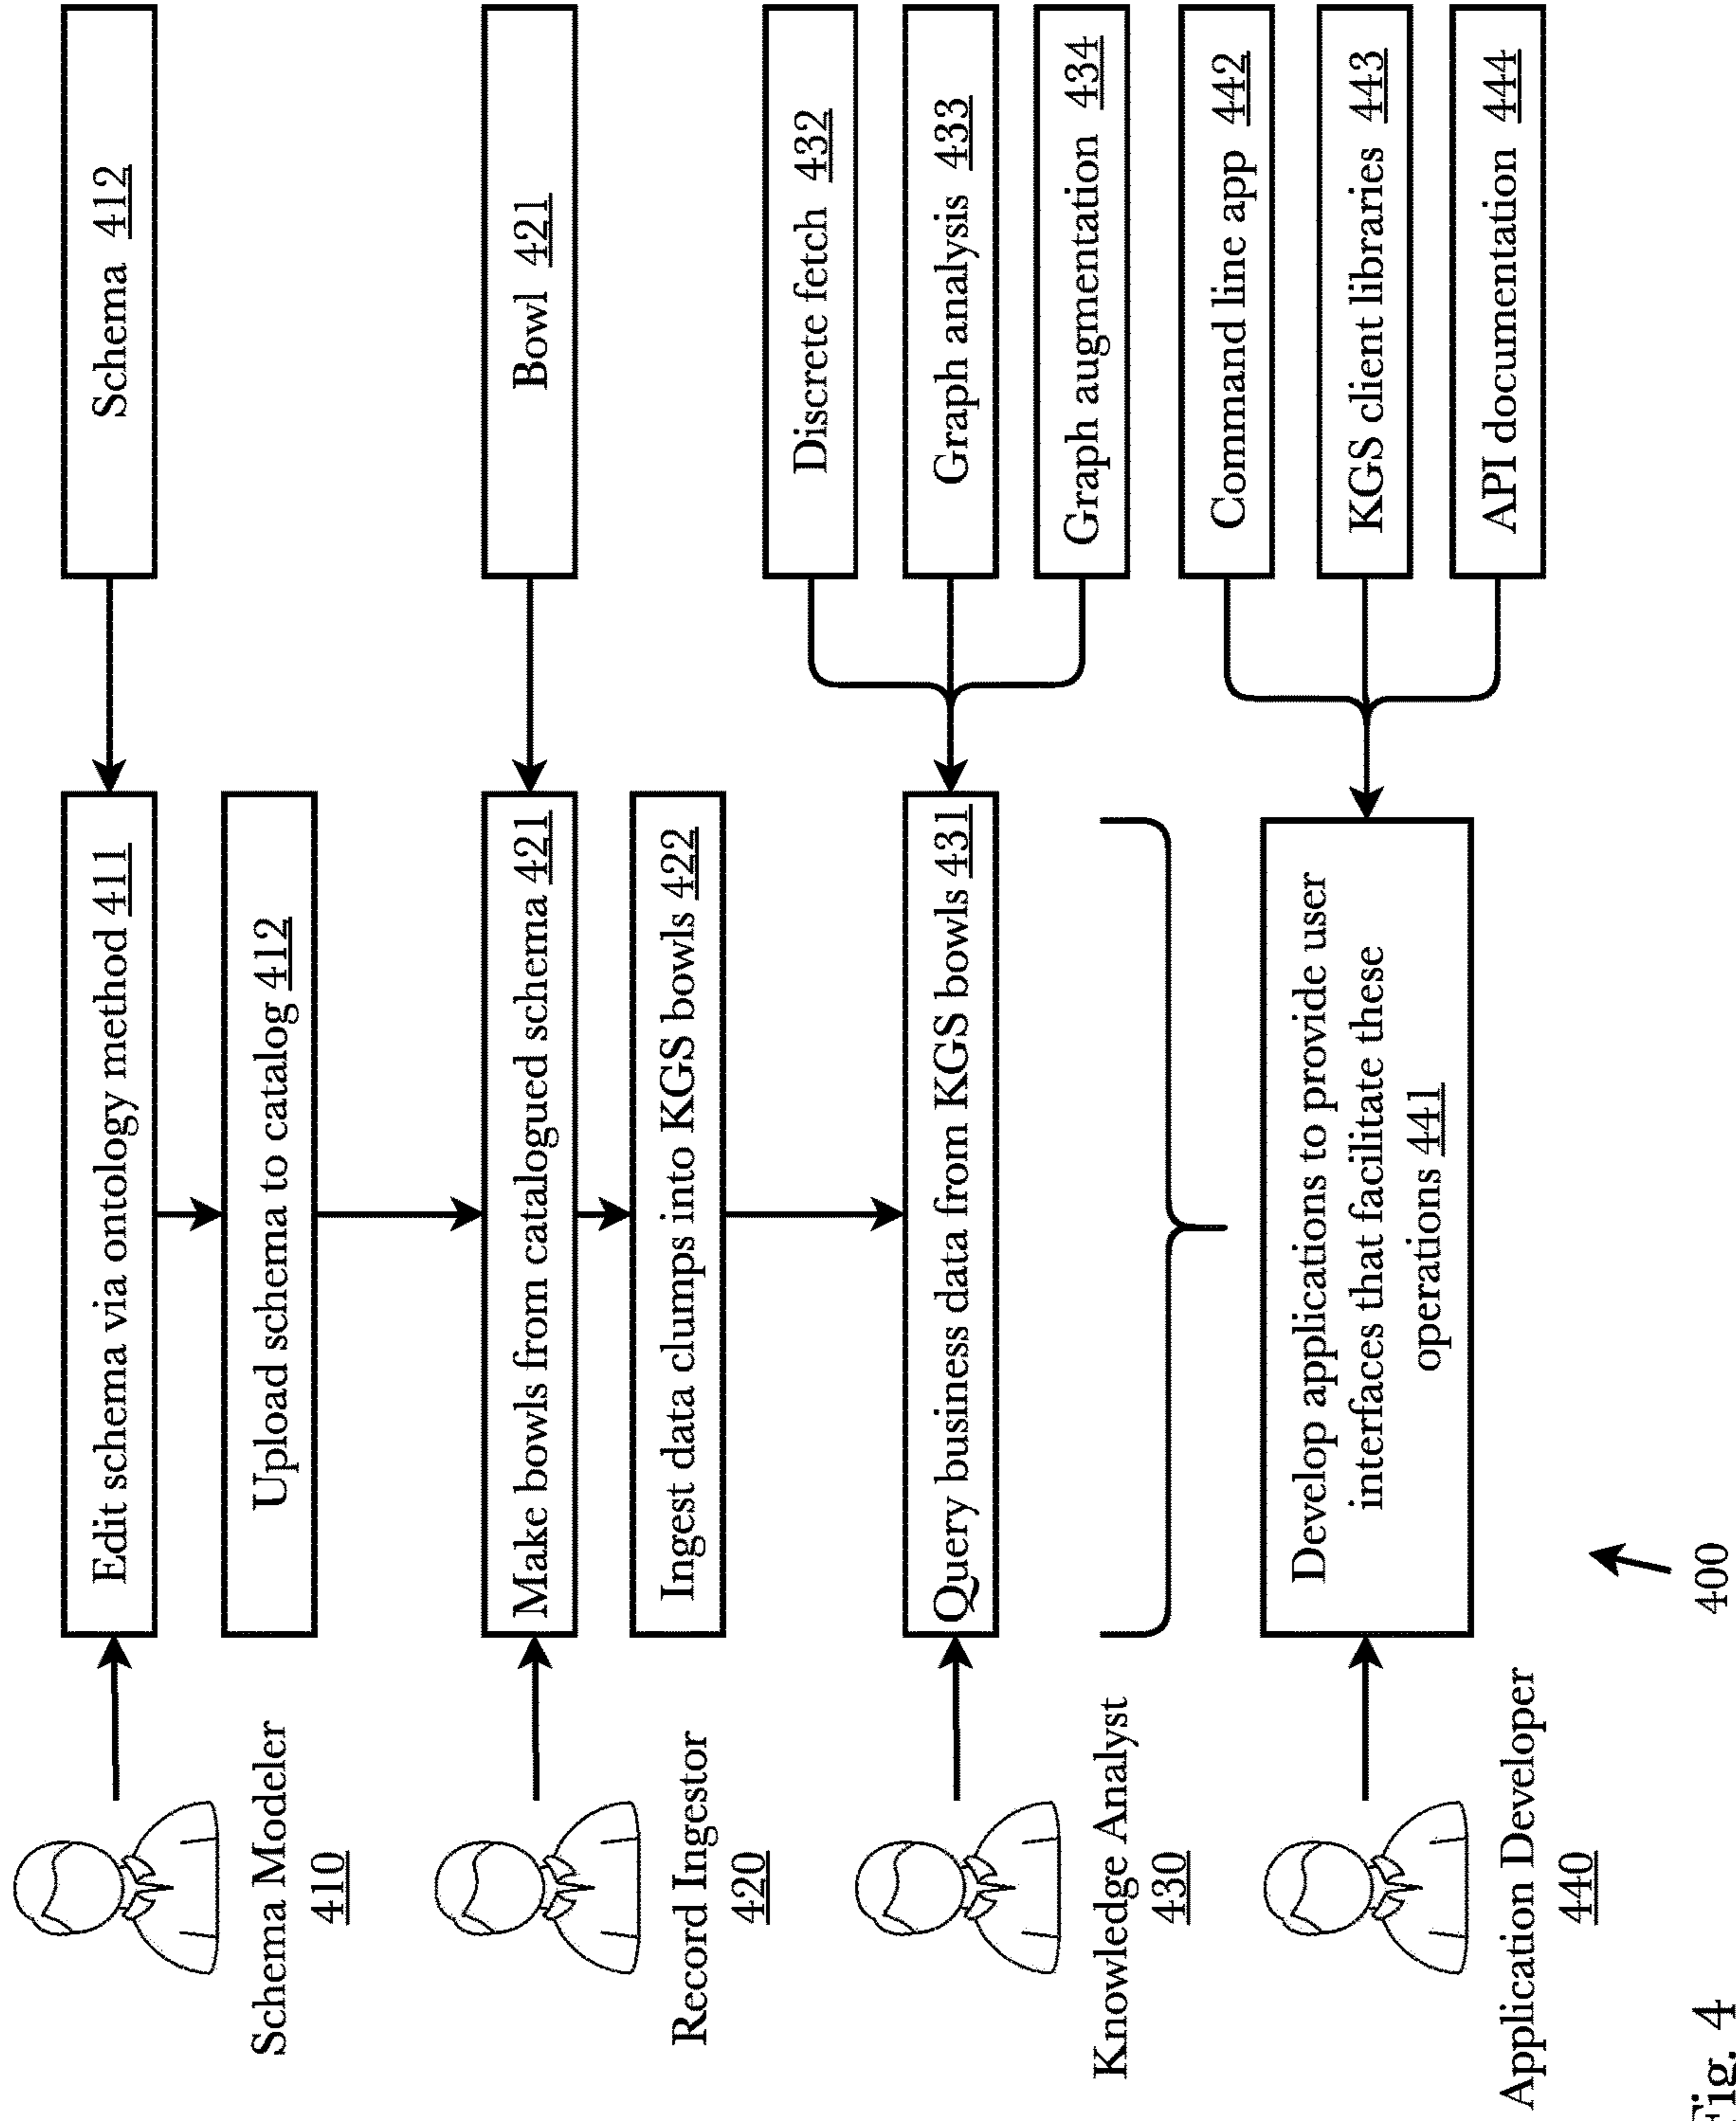 Schema Modeler
410
Edit schema via ontology method 411
Schema 412
Upload schema to catalog 412
Record Ingestor
420
Make bowls from catalogued schema 421
Bowl 421
Ingest data clumps into KGS bowls 422
Knowledge Analyst
430
Query business data from KGS bowls 431
Discrete fetch 432
Graph analysis 433
Graph augmentation 434
Application Developer
440
Develop applications to provide user
interfaces that facilitate these
operations 441
Command line app 442
KGS client libraries 443
API documentation 444
400
Fig. 4